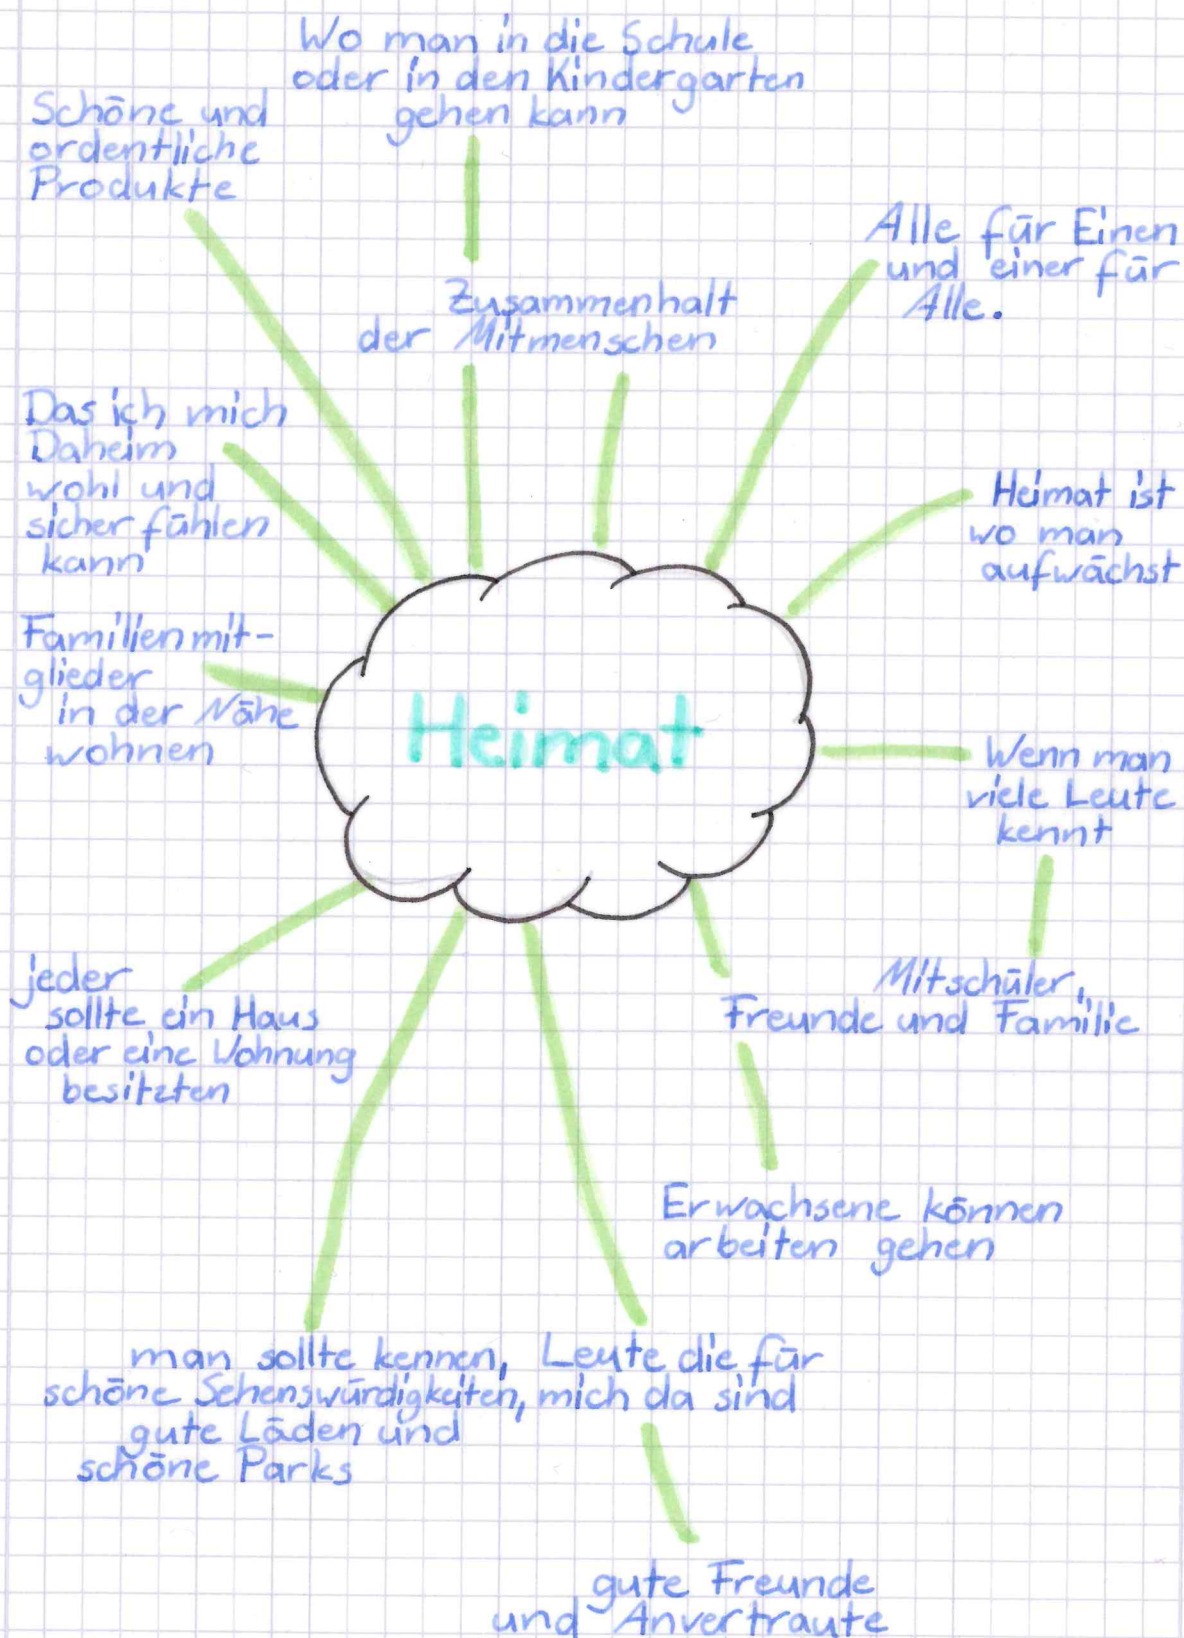 Wo man in die Schule
oder in den Kindergarten
gehen kann
Schöne und
ordentliche
Produkte
Alle für Einen
und einer für
Alle.
Zusammenhalt
der Mitmenschen
Das ich mich
Daheim
wohl und
sicher fühlen
kann
Heimat ist
wo man
aufwächst
Familienmit-
glieder
in der Nähe
wohnen
Heimat
Wenn man
viele Leute
kennt
Mitschüler,
Freunde und Familie
jeder
sollte ein Haus
oder eine Wohnung
besitzten
Erwachsene können
arbeiten gehen
man sollte kennen,
schöne Sehenswürdigkeiten,
gute Läden und
schöne Parks
Leute die für
mich da sind
gute Freunde
und Anvertraute